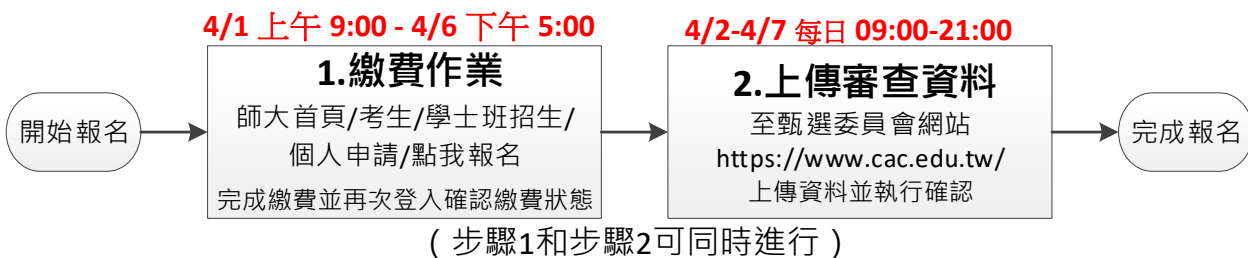 4/1 上午 9:00 - 4/6 下午 5:00
4/2-4/7 每日 09:00-21:00
開始報名
1.繳費作業
師大首頁/考生/學士班招生/
個人申請/點我報名
完成繳費並再次登入確認繳費狀態
2.上傳審查資料
至甄選委員會網站
https://www.cac.edu.tw/
上傳資料並執行確認
完成報名
（步驟1和步驟2可同時進行）